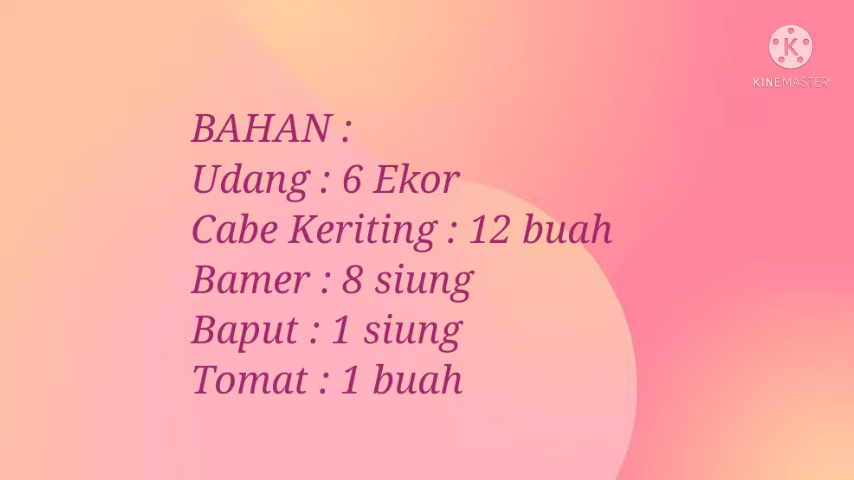 KINEMASTER
BAHAN :
Udang : 6 Ekor
Cabe Keriting : 12 buah
Bamer : 8 siung
Baput : 1 siung
Tomat : 1 buah